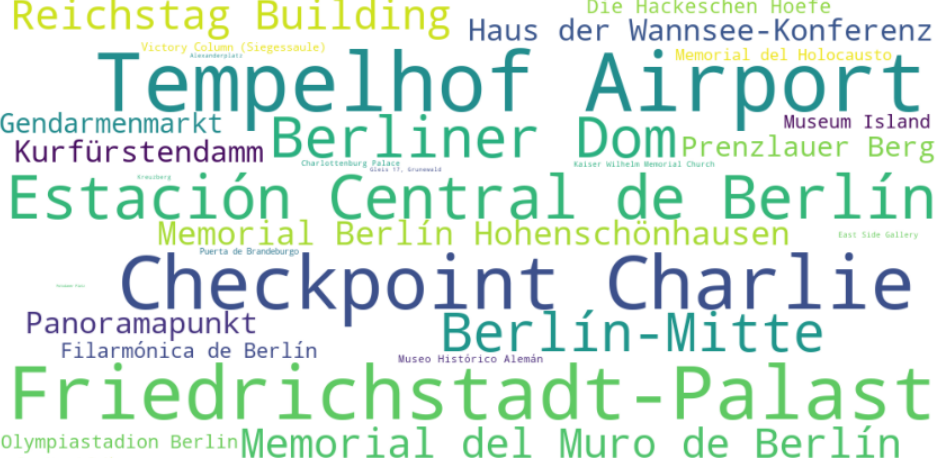 Reichstag Building
Die Hackeschen Hoefe
Haus der Wannsee-Konferenz
Victory Column (Siegessaule)
Alexanderplatz
Memorial del Holocausto
Tempelhof Airport
Gendarmenmarkt
Berliner Dom
Museum Island
Kurfürstendamm
Prenzlauer Berg
Charlottenburg Palace
Kaiser Wilhelm Memorial Church
Gleis 17, Grunewald
Kreuzberg
Estación Central de Berlín
Memorial Berlín Hohenschönhausen
East Side Gallery
Puerta de Brandeburgo
Checkpoint Charlie
Panoramapunkt
Berlín-Mitte
Filarmónica de Berlín
Museo Histórico Alemán
Friedrichstadt-Palast
Olympiastadion Berlin
Memorial del Muro de Berlín